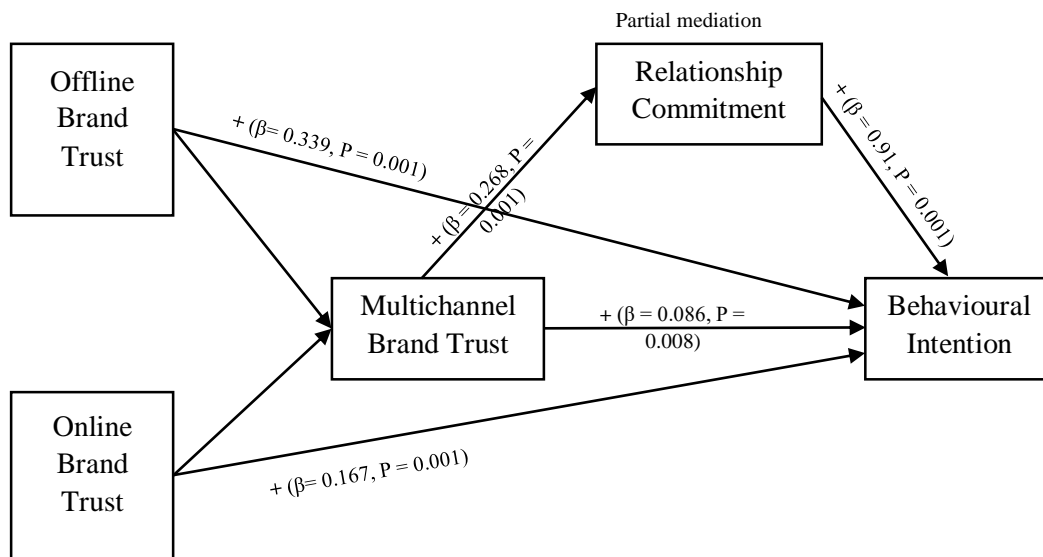 Partial mediation
Offline
Brand
Trust
Relationship
Commitment
+ (β= 0.339, P = 0.001)
+ (β = 0.268, P =
0.001)
+ (β = 0.91, P = 0.001)
Multichannel
Brand Trust
+ (β = 0.086, P =
0.008)
Behavioural
Intention
Online
Brand
Trust
+ (β= 0.167, P = 0.001)